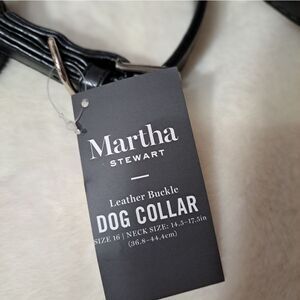 Martha
STEWART
Leather Buckle
DOG COLLAR
SIZE 16 | NECK SIZE: 14.5-17.5in
(36.8-44.4cm)